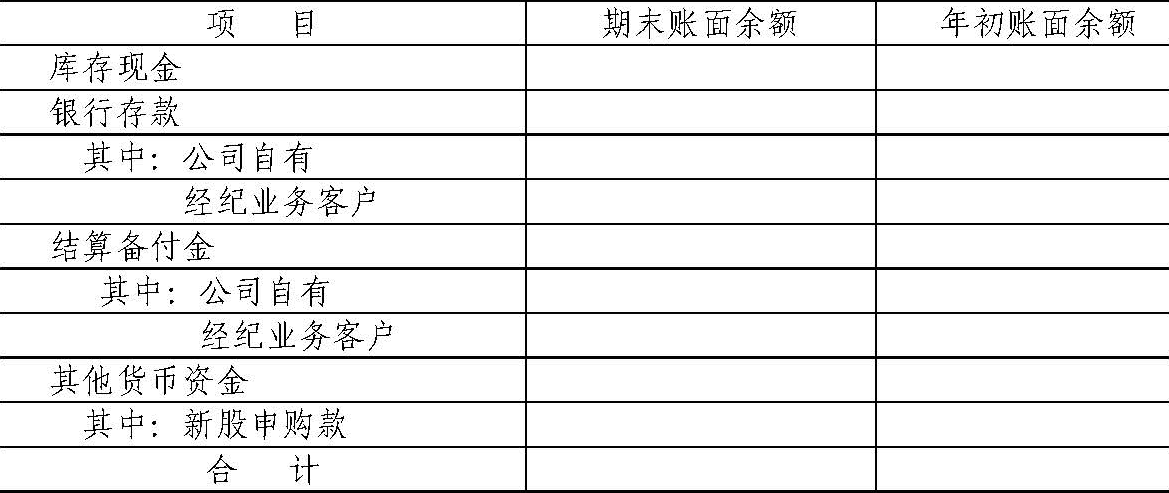 项 目 期末账面余额 年初账面余额
库存现金
银行存款
其中：公司自有
经纪业务客户
结算备付金
其中：公司自有
经纪业务客户
其他货币资金
其中：新股申购款
合 计